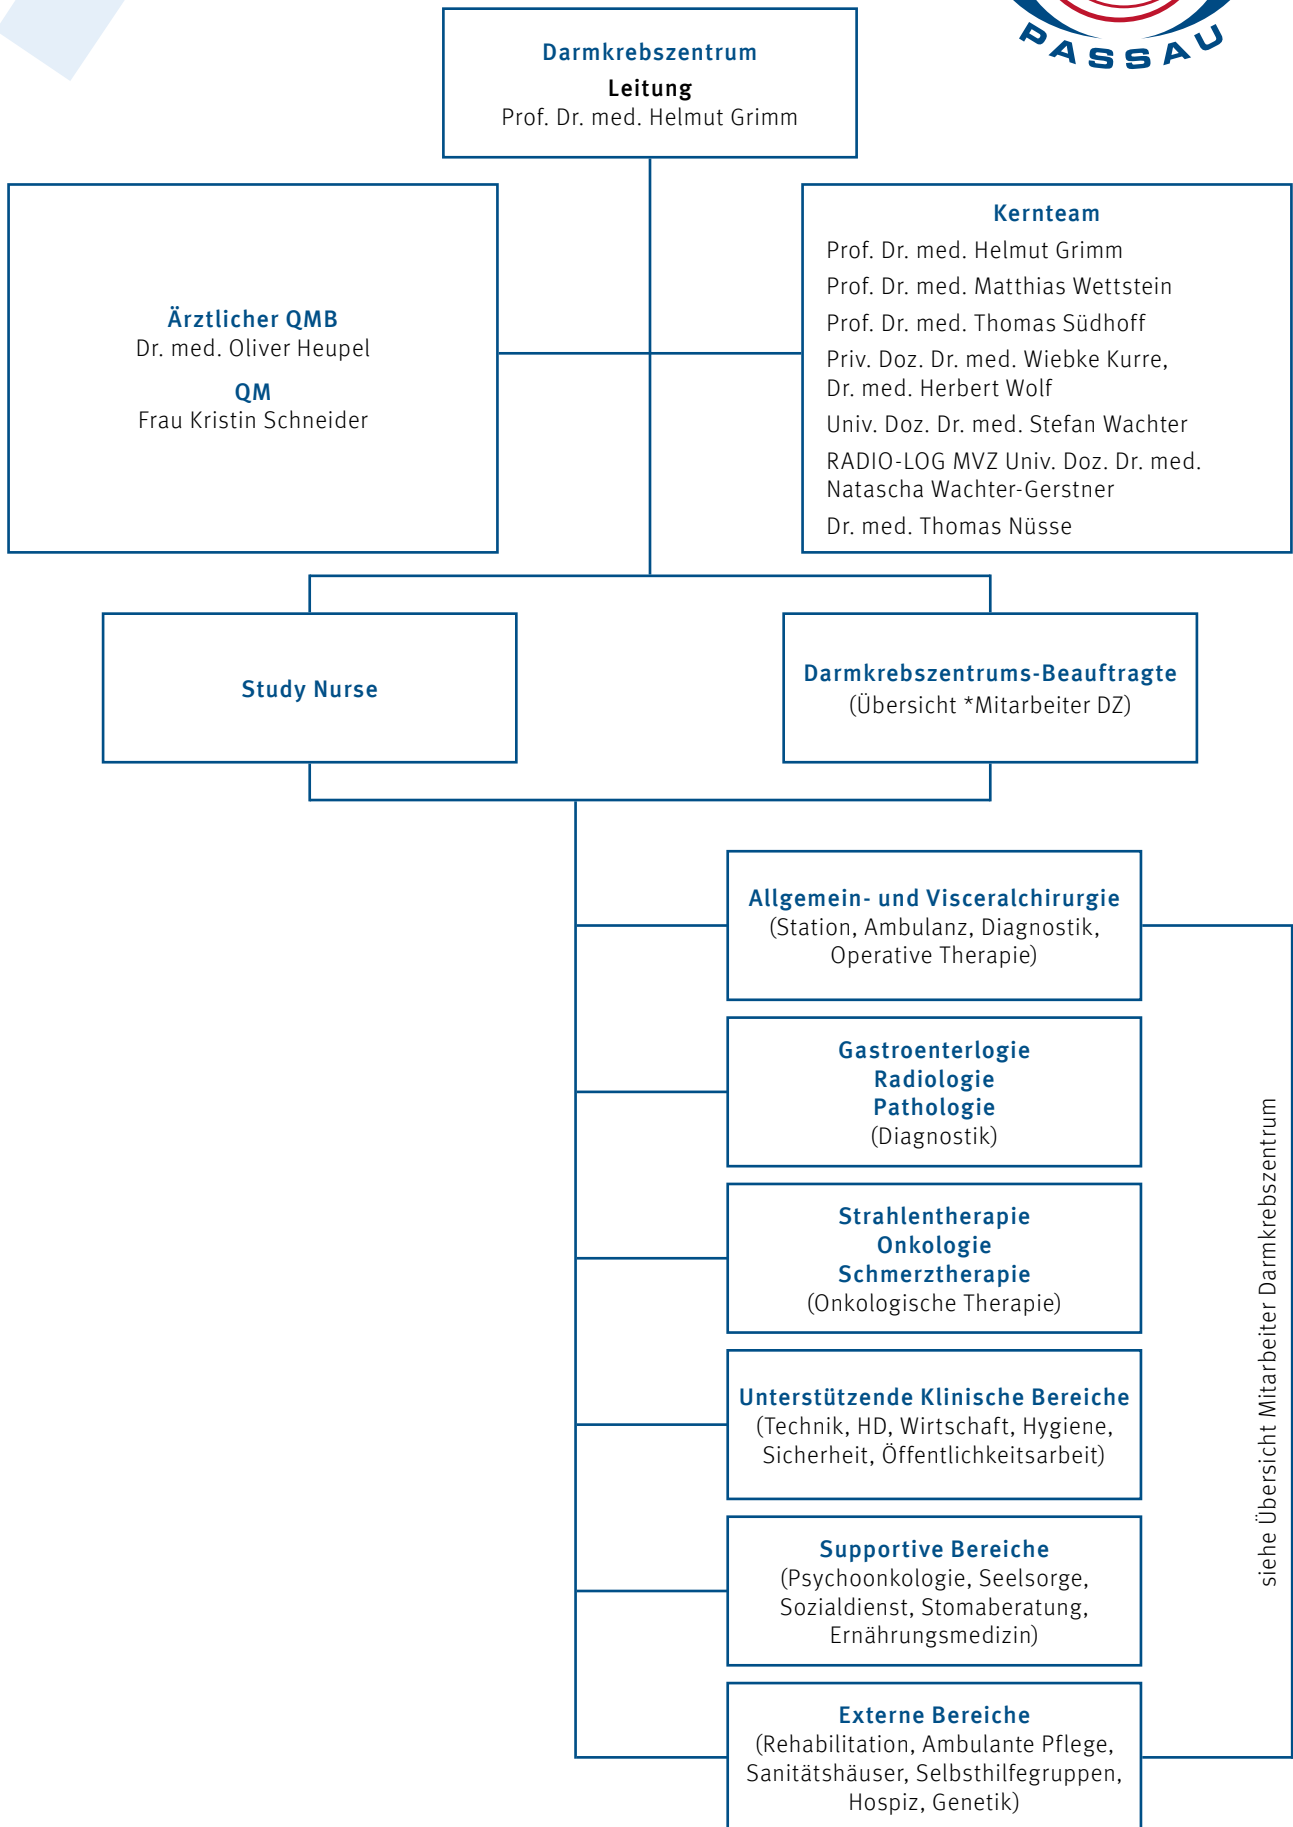 PASSAU
Darmkrebszentrum
Leitung
Prof. Dr. med. Helmut Grimm
Ärztlicher QMB
Dr. med. Oliver Heupel
QM
Frau Kristin Schneider
Kernteam
Prof. Dr. med. Helmut Grimm
Prof. Dr. med. Matthias Wettstein
Prof. Dr. med. Thomas Südhoff
Priv. Doz. Dr. med. Wiebke Kurre,
Dr. med. Herbert Wolf
Univ. Doz. Dr. med. Stefan Wachter
RADIO-LOG MVZ Univ. Doz. Dr. med.
Natascha Wachter-Gerstner
Dr. med. Thomas Nüsse
Study Nurse
Darmkrebszentrums-Beauftragte
(Übersicht *Mitarbeiter DZ)
Allgemein- und Visceralchirurgie
(Station, Ambulanz, Diagnostik,
Operative Therapie)
Gastroenterlogie
Radiologie
Pathologie
(Diagnostik)
Strahlentherapie
Onkologie
Schmerztherapie
(Onkologische Therapie)
Unterstützende Klinische Bereiche
(Technik, HD, Wirtschaft, Hygiene,
Sicherheit, Öffentlichkeitsarbeit)
Supportive Bereiche
(Psychoonkologie, Seelsorge,
Sozialdienst, Stomaberatung,
Ernährungsmedizin)
Externe Bereiche
(Rehabilitation, Ambulante Pflege,
Sanitätshäuser, Selbsthilfegruppen,
Hospiz, Genetik)
siehe Übersicht Mitarbeiter Darmkrebszentrum